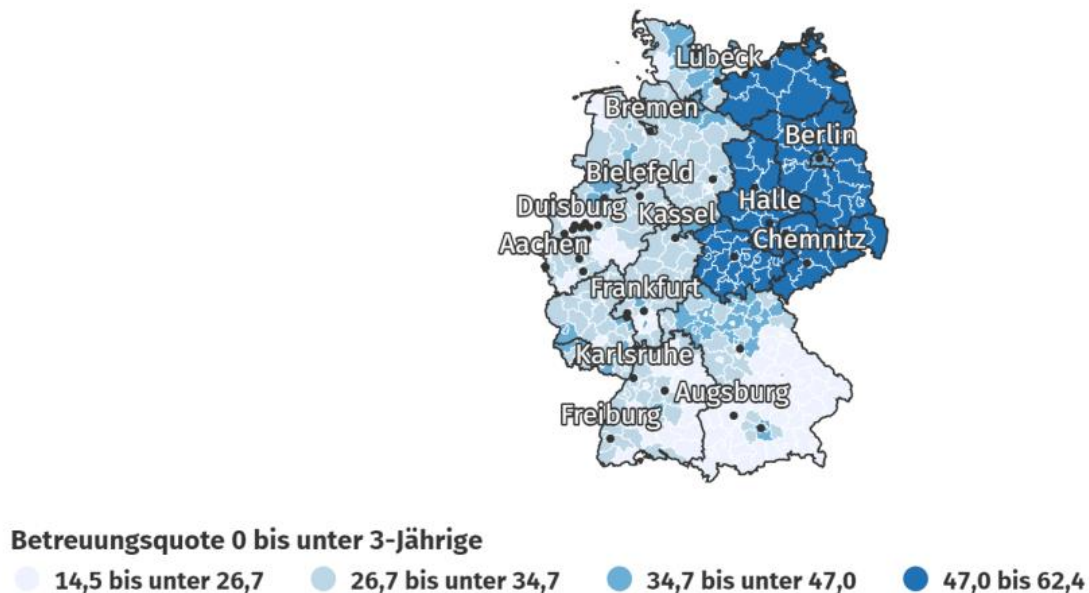 Lübeck
Bremen
Berlin
Bielefeld
Halle
Duisburg
Kassel
Chemnitz
Aachen
Frankfurt
Karlsruhe
Augsburg
Freiburg
Betreuungsquote 0 bis unter 3-Jährige
14,5 bis unter 26,7 26,7 bis unter 34,7 34,7 bis unter 47,0 47,0 bis 62,4